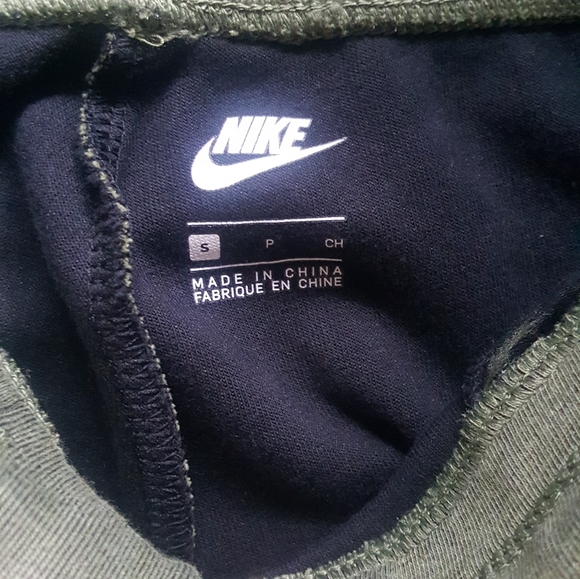 NIKE
S P CH
MADE IN CHINA
FABRIQUE EN CHINE